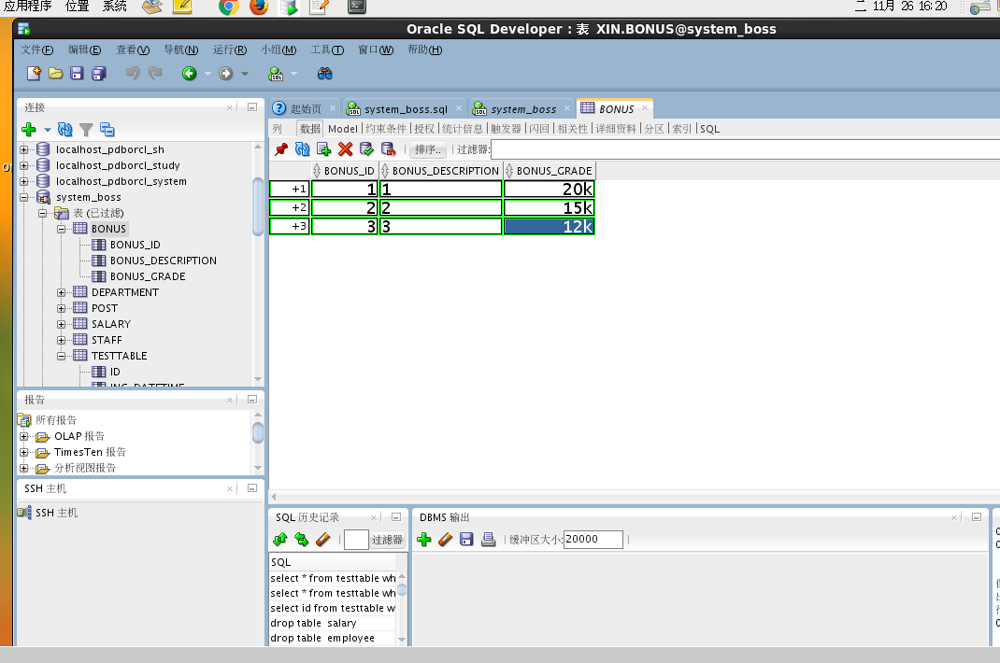 应用程序 位置 系统 二 11月 26 16:20
Oracle SQL Developer : 表 XIN.BONUS@system_boss
文件(F) 编辑(E) 查看(V) 导航(N) 运行(R) 小组(M) 工具(T) 窗口(W) 帮助(H)
连接
localhost_pdborcl_sh
localhost_pdborcl_study
localhost_pdborcl_system
system_boss
表 (已过滤)
BONUS
BONUS_ID
BONUS_DESCRIPTION
BONUS_GRADE
DEPARTMENT
POST
SALARY
STAFF
TESTTABLE
ID
报告
所有报告
OLAP 报告
TimesTen 报告
分析视图报告
SSH 主机
SSH 主机
起始页 system_boss.sql system_boss BONUS
列 数据 Model 约束条件 授权 统计信息 触发器 闪回 相关性 详细资料 分区 索引 SQL
排序.. 过滤器:
BONUS_ID BONUS_DESCRIPTION BONUS_GRADE
+1 1 1 20k
+2 2 2 15k
+3 3 3 12k
SQL 历史记录
过滤器
SQL
select * from testtable wh
select * from testtable wh
select id from testtable w
drop table salary
drop table employee
DBMS 输出
缓冲区大小: 20000